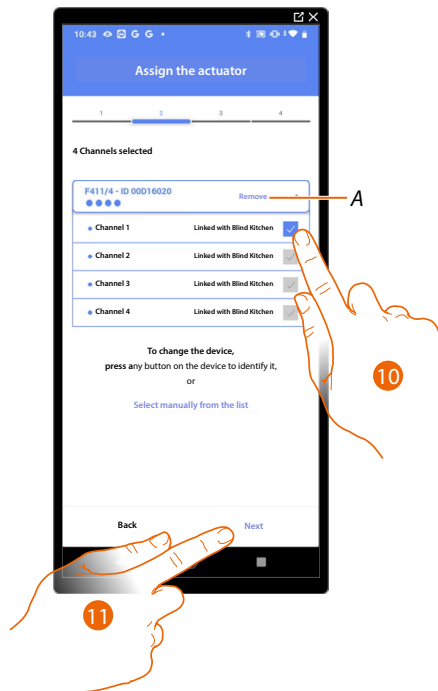 10:43 G G
Assign the actuator
1 2 3 4
4 Channels selected
F411/4 - ID 00D16020 Remove A
Channel 1 Linked with Blind Kitchen
Channel 2 Linked with Blind Kitchen
Channel 3 Linked with Blind Kitchen
Channel 4 Linked with Blind Kitchen
To change the device,
press any button on the device to identify it,
or
10
Select manually from the list
Back Next
11